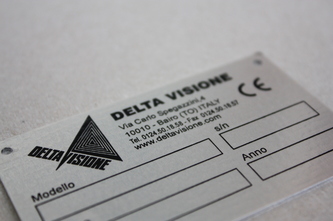 DELTA VISIONE
Via Carlo Spegazzini,4
10010 - Bairo (TO) ITALY
Tel. 0124.50.18.58 - Fax 0124.50.18.57
www.deltavisione.com
CE
DELTA VISIONE
Modello
s/n
Anno